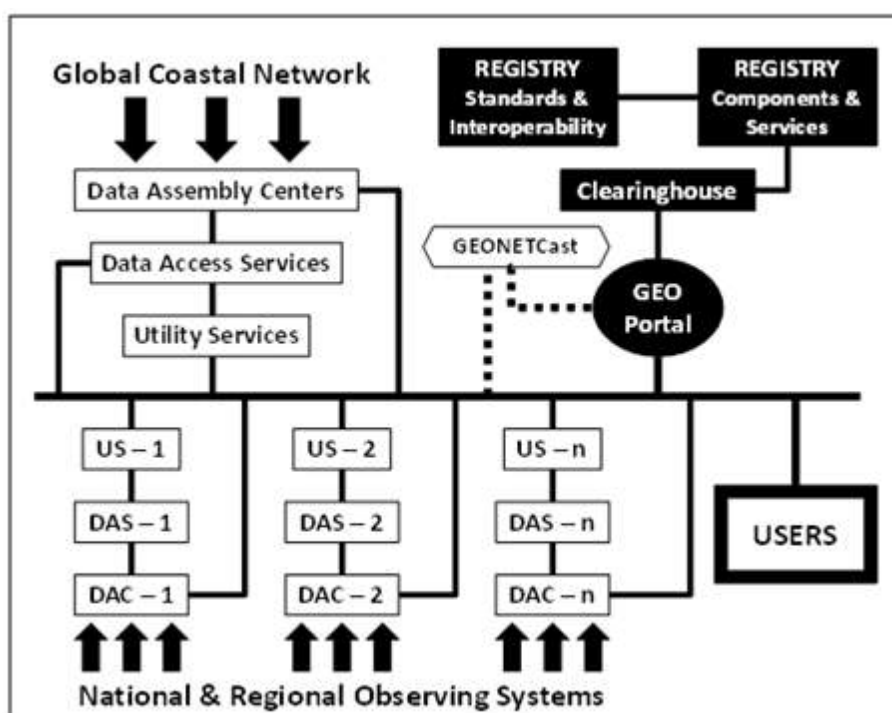 Global Coastal Network
REGISTRY
Standards &
Interoperability
REGISTRY
Components &
Services
Data Assembly Centers
Clearinghouse
Data Access Services
GEONETCast
GEO
Portal
Utility Services
US – 1
US – 2
US – n
DAS – 1
DAS – 2
DAS – n
USERS
DAC – 1
DAC – 2
DAC – n
National & Regional Observing Systems